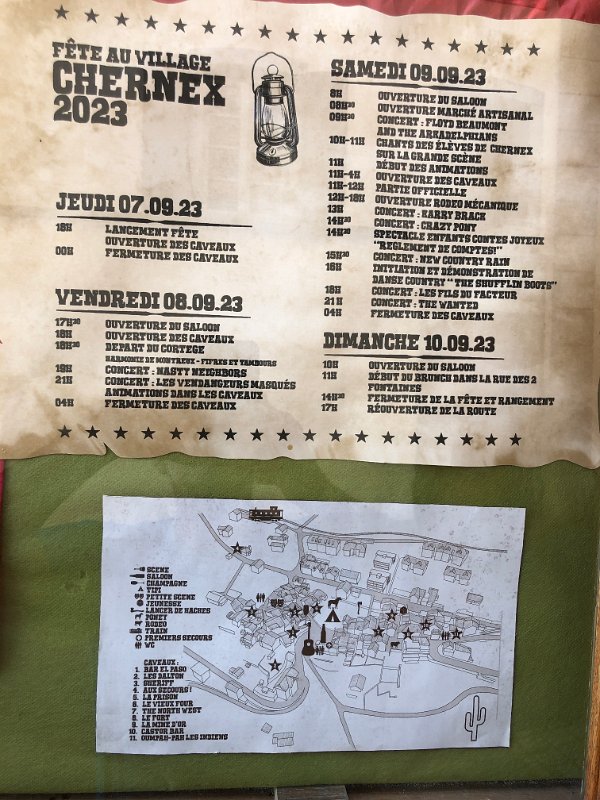 FÊTE AU VILLAGE
CHERNEX
2023
JEUDI 07.09.23
18H LANCEMENT FÊTE
OUVERTURE DES CAVEAUX
00H FERMETURE DES CAVEAUX
VENDREDI 08.09.23
17H30 OUVERTURE DU SALOON
18H OUVERTURE DES CAVEAUX
18H30 DEPART DU CORTEGE
HARMONIE DE MONTREUX - FIFRES ET TAMBOURS
19H CONCERT : NASTY NEIGHBORS
21H CONCERT : LES VENDANGEURS MASQUÉS
ANIMATIONS DANS LES CAVEAUX
04H FERMETURE DES CAVEAUX
SAMEDI 09.09.23
8H OUVERTURE DU SALOON
08H30 OUVERTURE MARCHÉ ARTISANAL
09H30 CONCERT : FLOYD BEAUMONT
AND THE ARKADELPHIANS
10H-11H CHANTS DES ÉLÈVES DE CHERNEX
SUR LA GRANDE SCÈNE
11H DÉBUT DES ANIMATIONS
11H-4H OUVERTURE DES CAVEAUX
11H-12H PARTIE OFFICIELLE
12H-18H OUVERTURE RODEO MÉCANIQUE
13H CONCERT : HARRY BRACK
14H30 CONCERT : CRAZY PONY
14H30 SPECTACLE ENFANTS CONTES JOYEUX
"REGLEMENT DE COMPTES!"
15H30 CONCERT : NEW COUNTRY RAIN
16H INITIATION ET DÉMONSTRATION DE
DANSE COUNTRY "THE SHUFFLIN BOOTS"
18H CONCERT : LES FILS DU FACTEUR
21H CONCERT : THE WANTED
04H FERMETURE DES CAVEAUX
DIMANCHE 10.09.23
10H OUVERTURE DU SALOON
11H DÉBUT DU BRUNCH DANS LA RUE DES 2
FONTAINES
14H30 FERMETURE DE LA FÊTE ET RANGEMENT
17H RÉOUVERTURE DE LA ROUTE
SCENE
SALOON
CHAMPAGNE
TIPI
PETITE SCENE
JEUNESSE
LANCER DE HACHES
PONEY
RODEO
TRAIN
PREMIERS SECOURS
WC
CAVEAUX :
1. BAR EL PASO
2. LES DALTON
3. SHERIFF
4. AUX SECOURS !
5. LA PRISON
6. LE VIEUX FOUR
7. THE NORTH WEST
8. LE FORT
9. LA MINE D'OR
10. CASTOR BAR
11. OUMPAH-PAH LES INDIENS